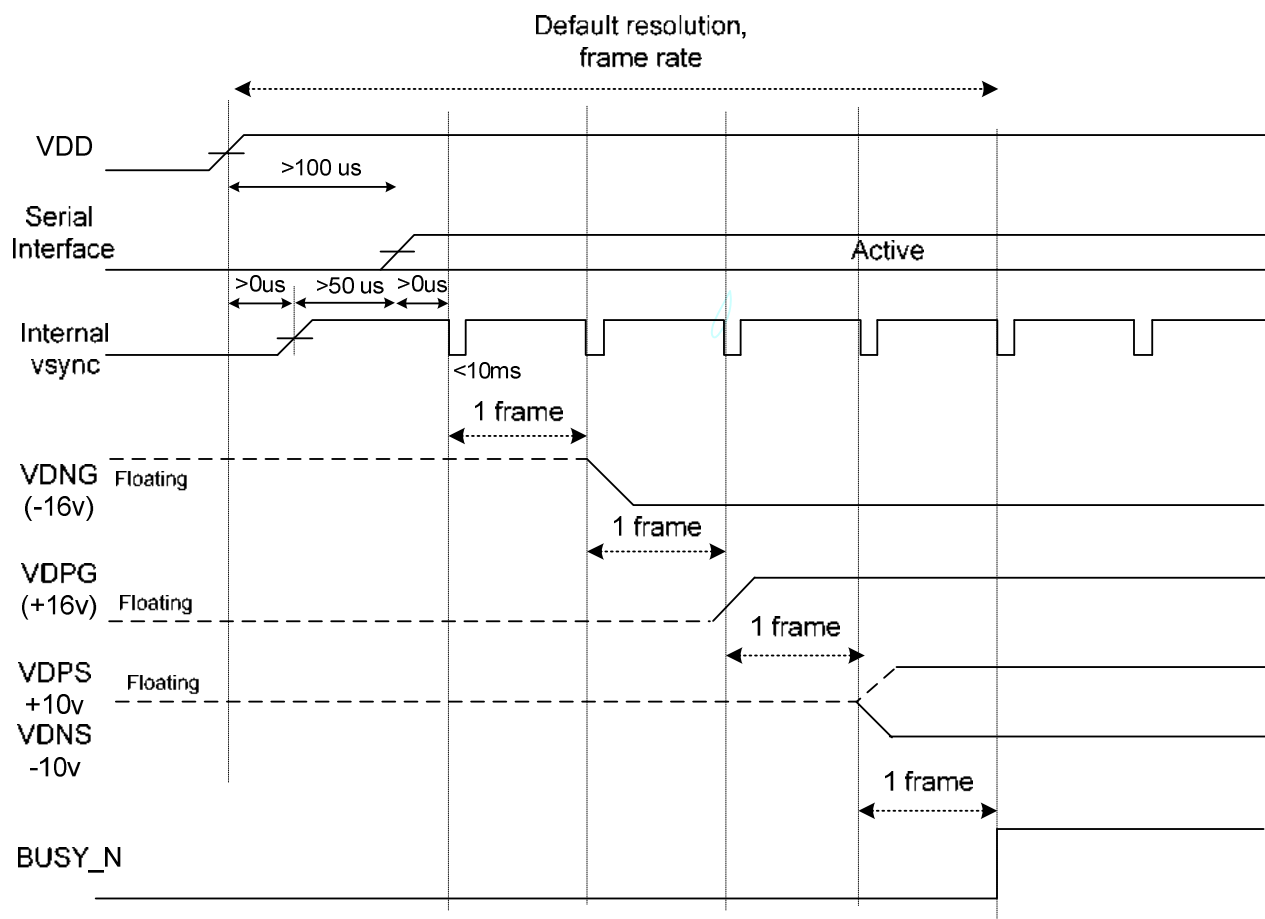 Default resolution,
frame rate
VDD
>100 us
Serial
Interface
Active
>0us
>50 us
>0us
Internal
vsync
<10ms
1 frame
VDNG
(-16v)
Floating
1 frame
VDPG
(+16v)
Floating
1 frame
VDPS
+10v
VDNS
-10v
Floating
1 frame
BUSY_N